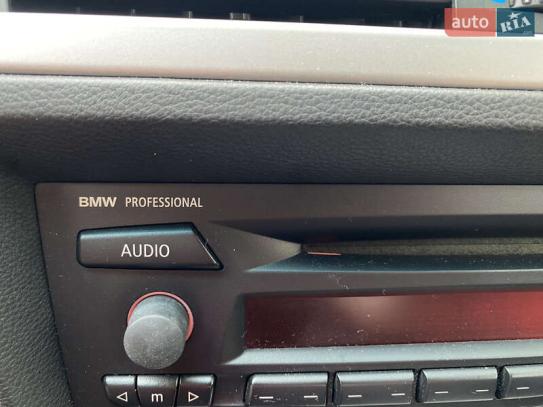 auto RIA
BMW PROFESSIONAL
AUDIO
◁ m ▷